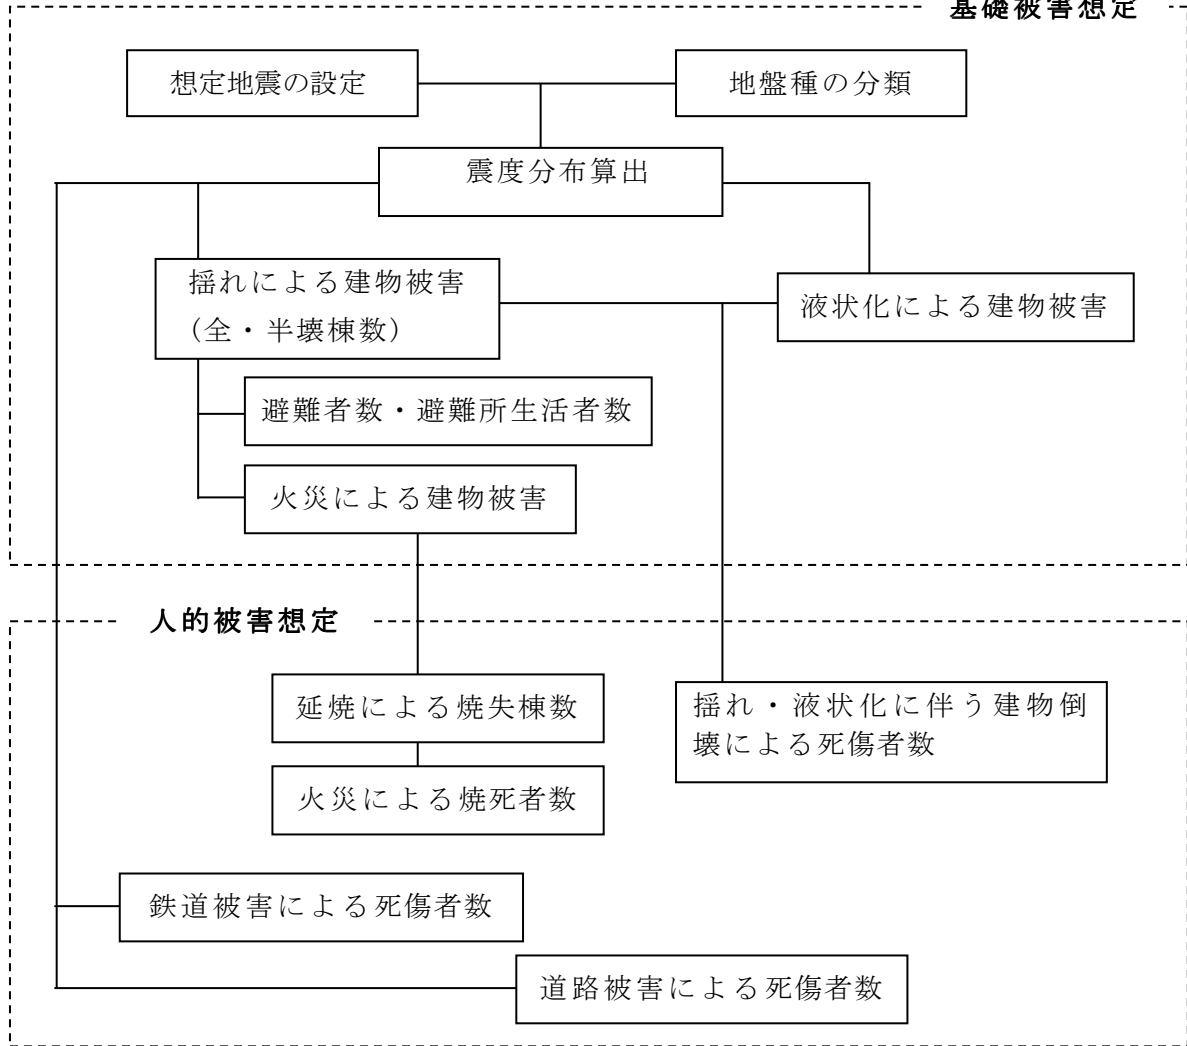 基礎被害想定
想定地震の設定
地盤種の分類
震度分布算出
揺れによる建物被害
(全・半壊棟数)
液状化による建物被害
避難者数・避難所生活者数
火災による建物被害
人的被害想定
延焼による焼失棟数
揺れ・液状化に伴う建物倒
壊による死傷者数
火災による焼死者数
鉄道被害による死傷者数
道路被害による死傷者数